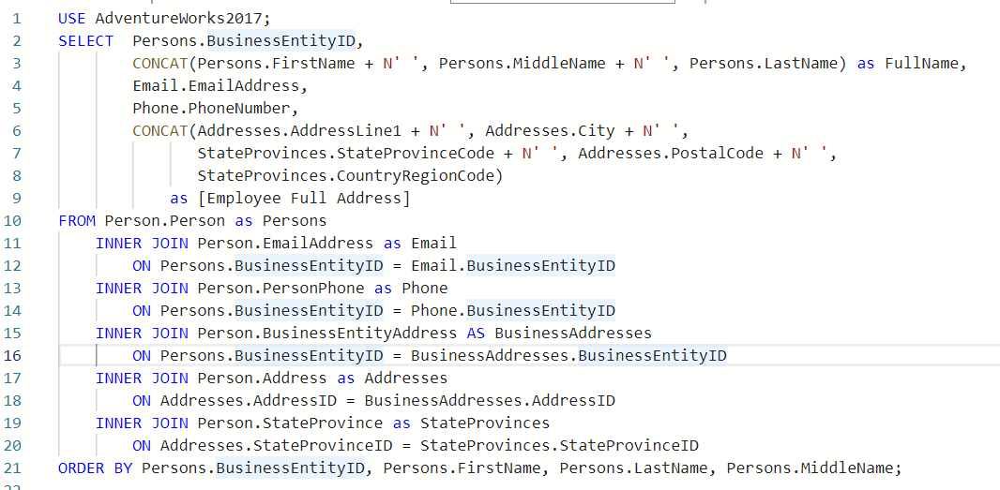 1 USE AdventureWorks2017;
2 SELECT Persons.BusinessEntityID,
3 CONCAT(Persons.FirstName + N' ', Persons.MiddleName + N' ', Persons.LastName) as FullName,
4 Email.EmailAddress,
5 Phone.PhoneNumber,
6 CONCAT(Addresses.AddressLine1 + N' ', Addresses.City + N' ',
7 StateProvinces.StateProvinceCode + N' ', Addresses.PostalCode + N' ',
8 StateProvinces.CountryRegionCode)
9 as [Employee Full Address]
10 FROM Person.Person as Persons
11 INNER JOIN Person.EmailAddress as Email
12 ON Persons.BusinessEntityID = Email.BusinessEntityID
13 INNER JOIN Person.PersonPhone as Phone
14 ON Persons.BusinessEntityID = Phone.BusinessEntityID
15 INNER JOIN Person.BusinessEntityAddress AS BusinessAddresses
16 ON Persons.BusinessEntityID = BusinessAddresses.BusinessEntityID
17 INNER JOIN Person.Address as Addresses
18 ON Addresses.AddressID = BusinessAddresses.AddressID
19 INNER JOIN Person.StateProvince as StateProvinces
20 ON Addresses.StateProvinceID = StateProvinces.StateProvinceID
21 ORDER BY Persons.BusinessEntityID, Persons.FirstName, Persons.LastName, Persons.MiddleName;